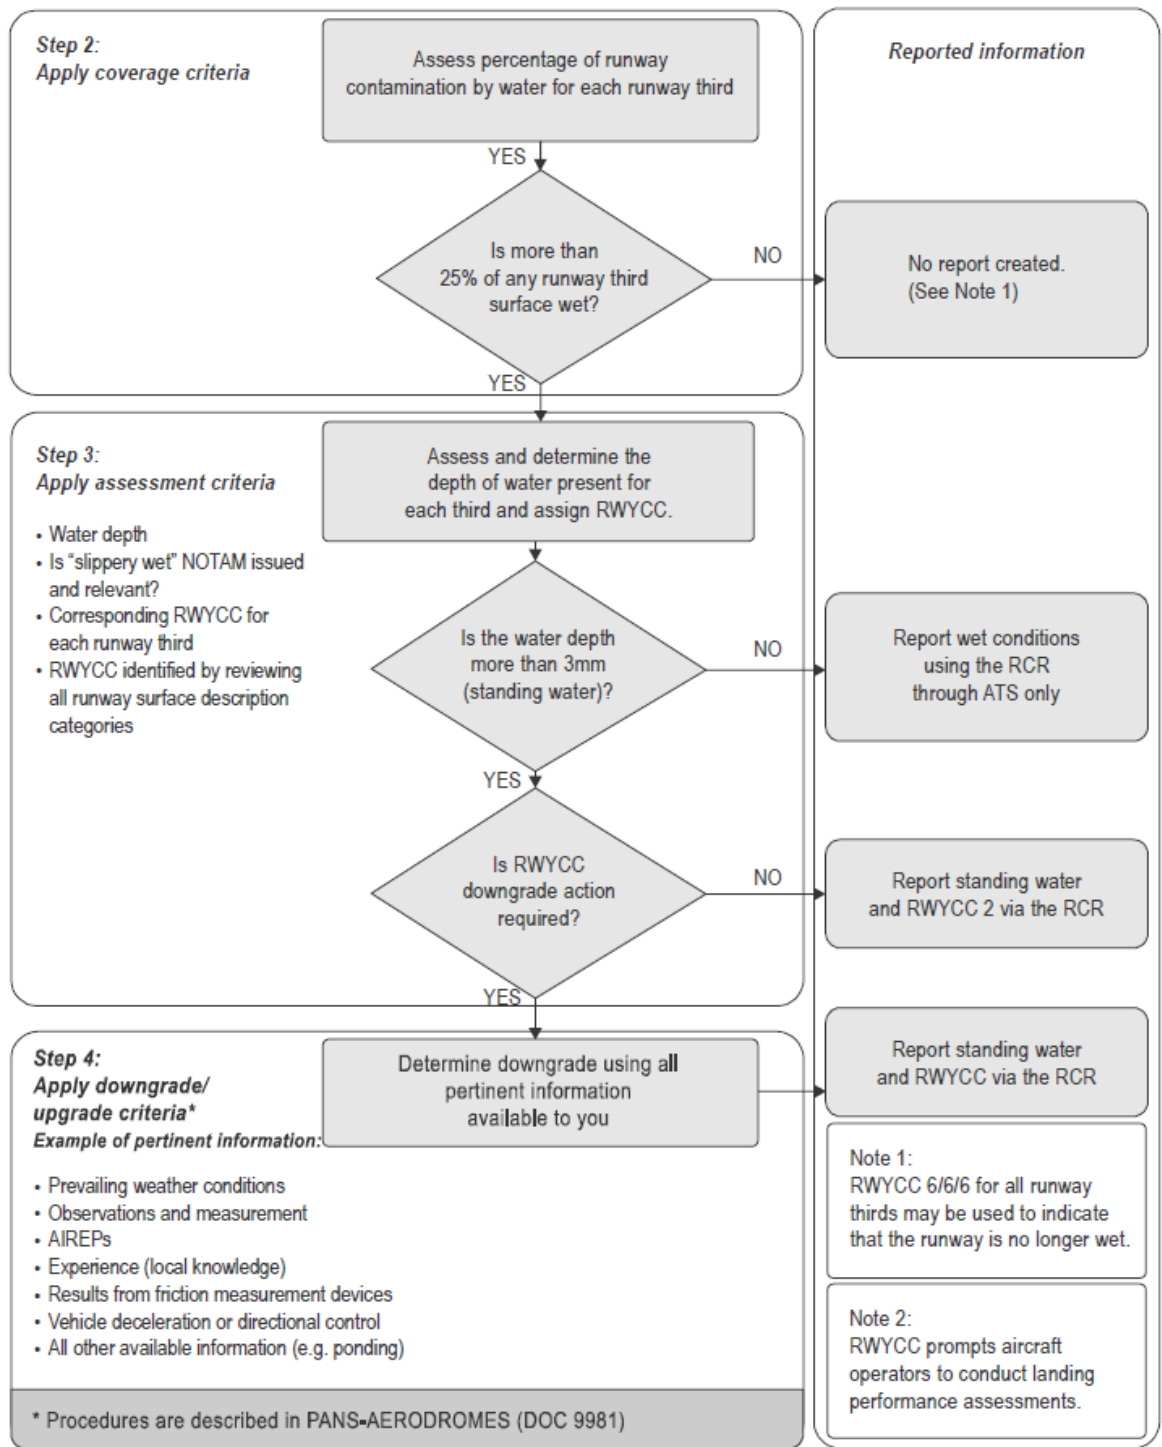 Step 2:
Apply coverage criteria
Assess percentage of runway
contamination by water for each runway third
YES
Is more than
25% of any runway third
surface wet?
NO
YES
Step 3:
Apply assessment criteria
• Water depth
• Is “slippery wet” NOTAM issued
and relevant?
• Corresponding RWYCC for
each runway third
• RWYCC identified by reviewing
all runway surface description
categories
Assess and determine the
depth of water present for
each third and assign RWYCC.
Is the water depth
more than 3mm
(standing water)?
NO
YES
Is RWYCC
downgrade action
required?
NO
YES
Step 4:
Apply downgrade/
upgrade criteria*
Example of pertinent information:
• Prevailing weather conditions
• Observations and measurement
• AIREPs
• Experience (local knowledge)
• Results from friction measurement devices
• Vehicle deceleration or directional control
• All other available information (e.g. ponding)
Determine downgrade using all
pertinent information
available to you
* Procedures are described in PANS-AERODROMES (DOC 9981)
Reported information
No report created.
(See Note 1)
Report wet conditions
using the RCR
through ATS only
Report standing water
and RWYCC 2 via the RCR
Report standing water
and RWYCC via the RCR
Note 1:
RWYCC 6/6/6 for all runway
thirds may be used to indicate
that the runway is no longer wet.
Note 2:
RWYCC prompts aircraft
operators to conduct landing
performance assessments.